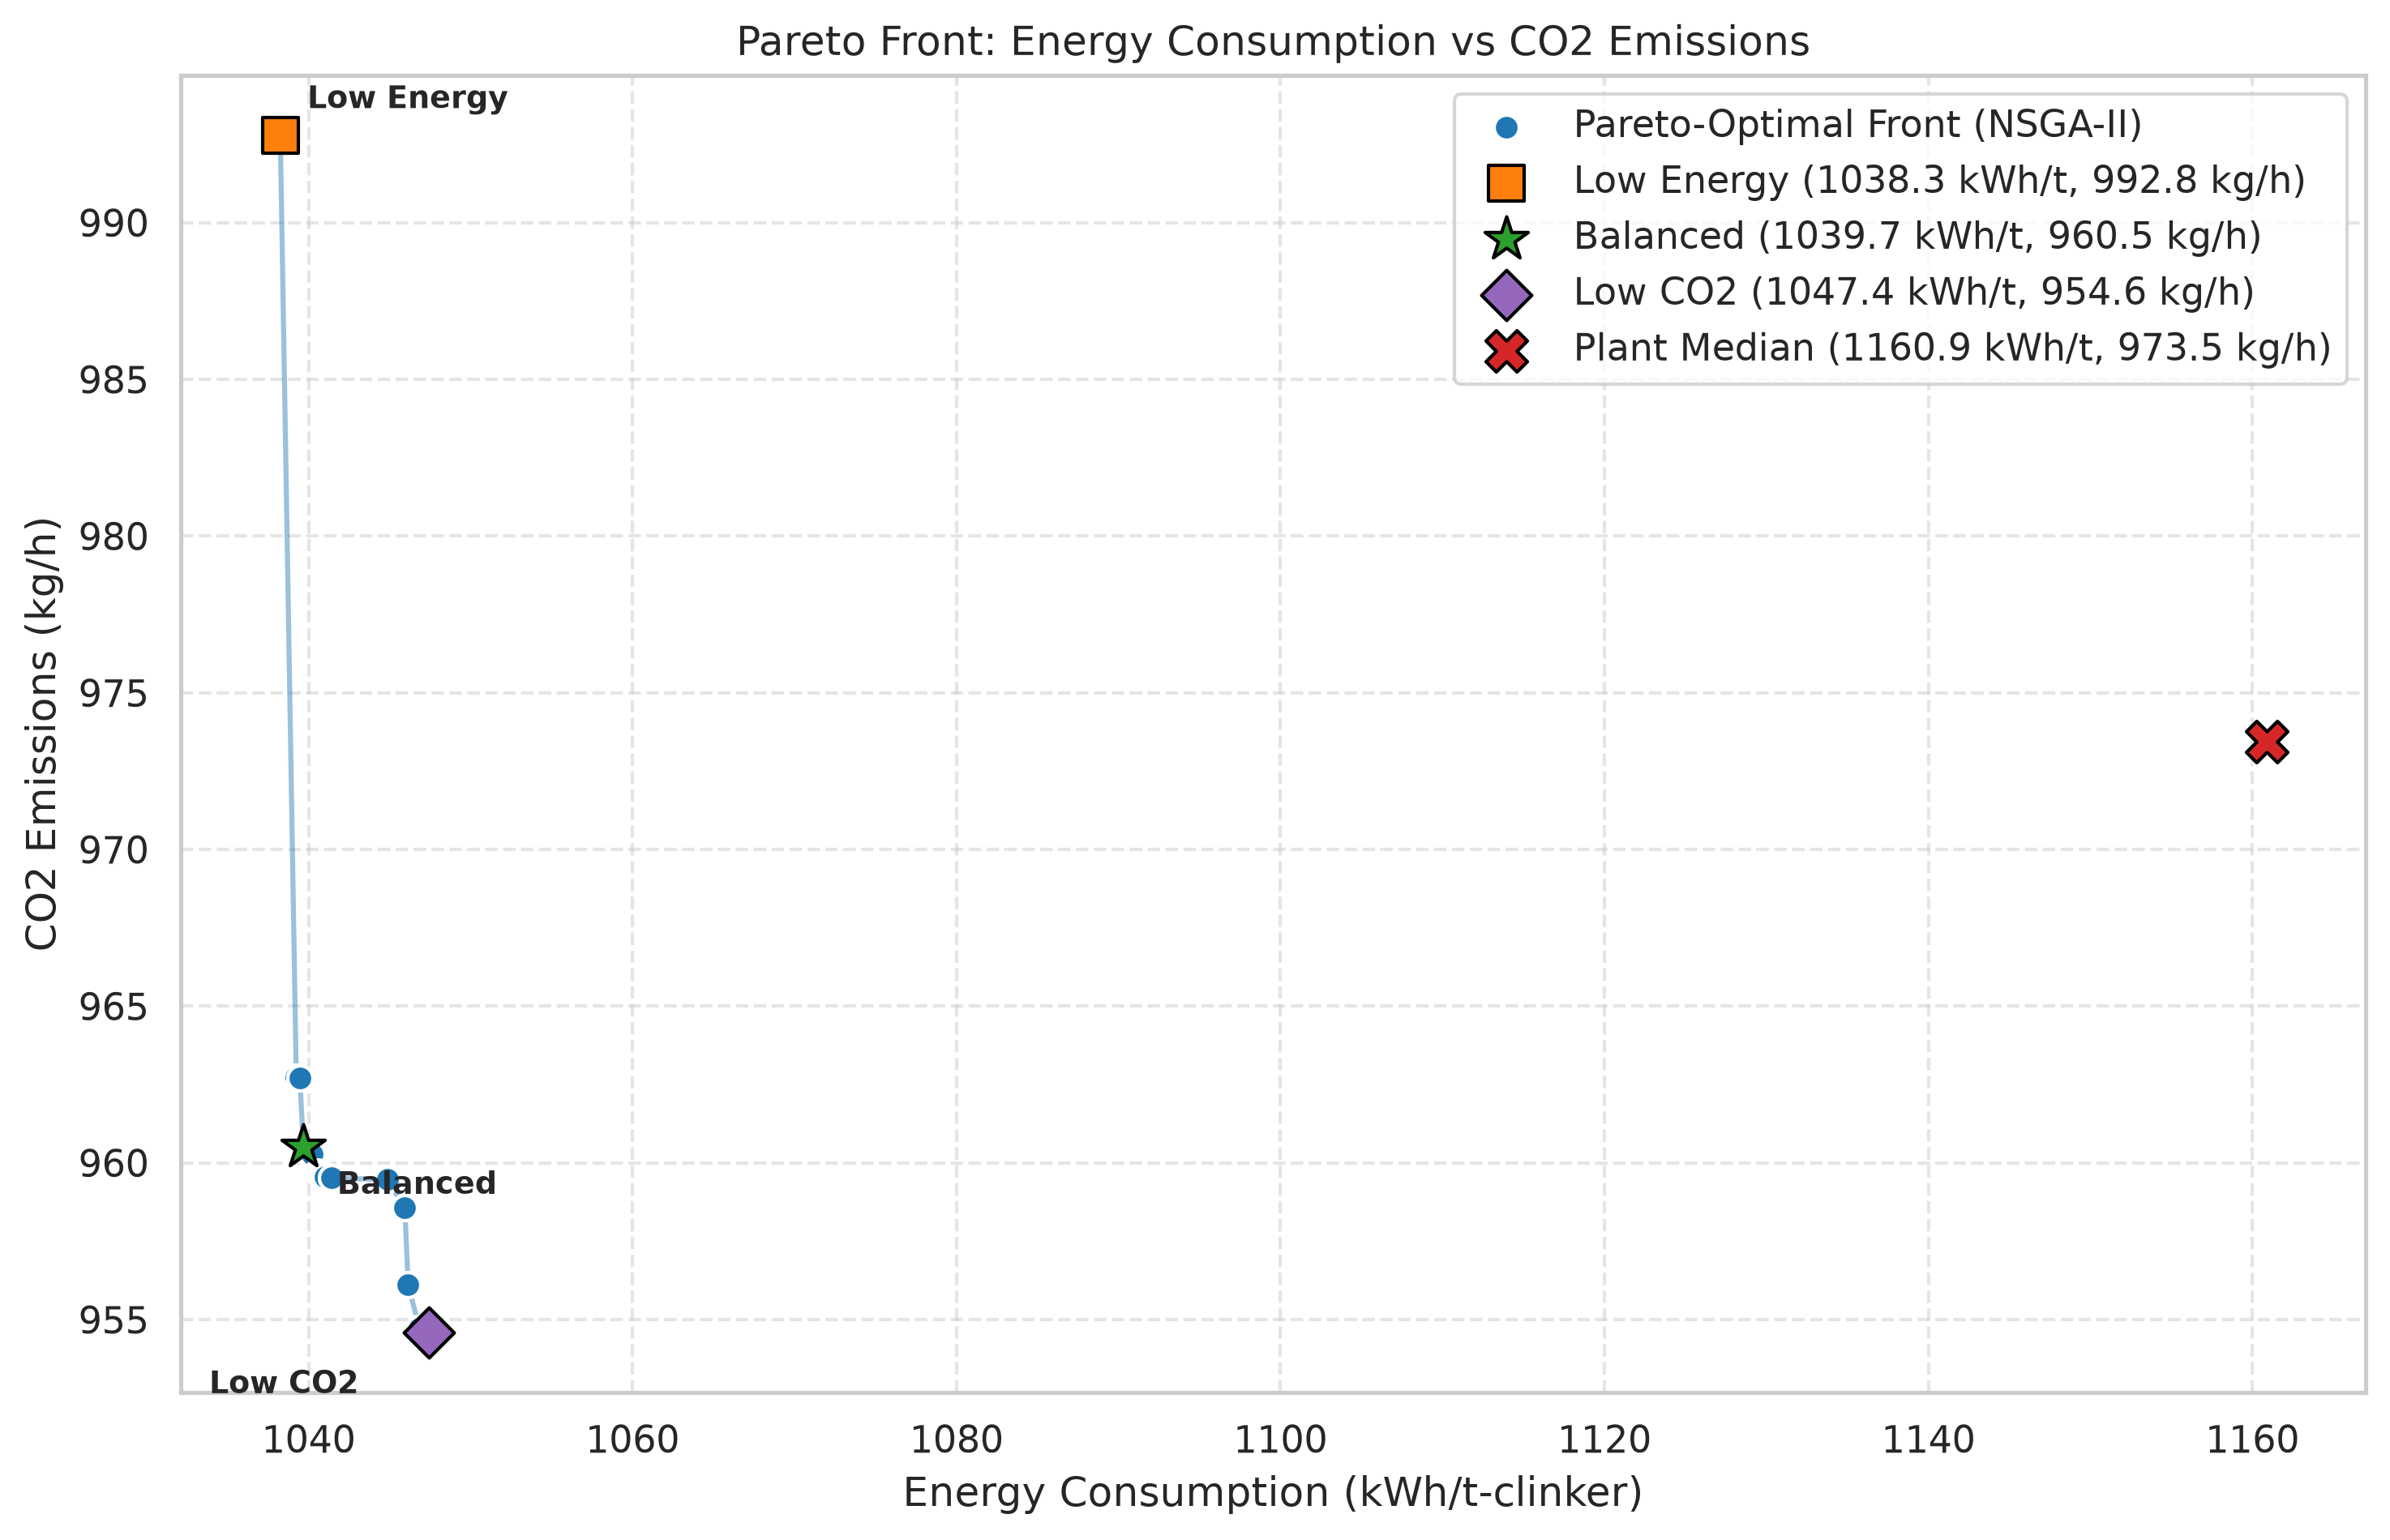 Pareto Front: Energy Consumption vs CO2 Emissions
Low Energy
Pareto-Optimal Front (NSGA-II)
Low Energy (1038.3 kWh/t, 992.8 kg/h)
Balanced (1039.7 kWh/t, 960.5 kg/h)
Low CO2 (1047.4 kWh/t, 954.6 kg/h)
Plant Median (1160.9 kWh/t, 973.5 kg/h)
CO2 Emissions (kg/h)
990
985
980
975
970
965
960
955
Balanced
Low CO2
1040
1060
1080
1100
1120
1140
1160
Energy Consumption (kWh/t-clinker)